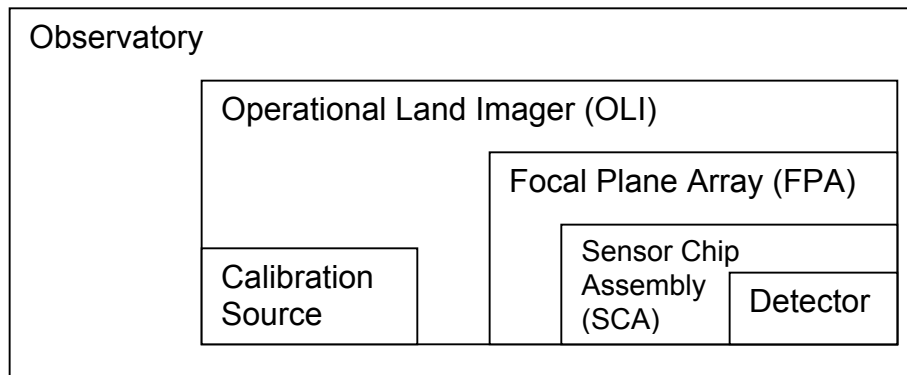 Observatory
Operational Land Imager (OLI)
Focal Plane Array (FPA)
Sensor Chip
Assembly
(SCA)
Detector
Calibration
Source